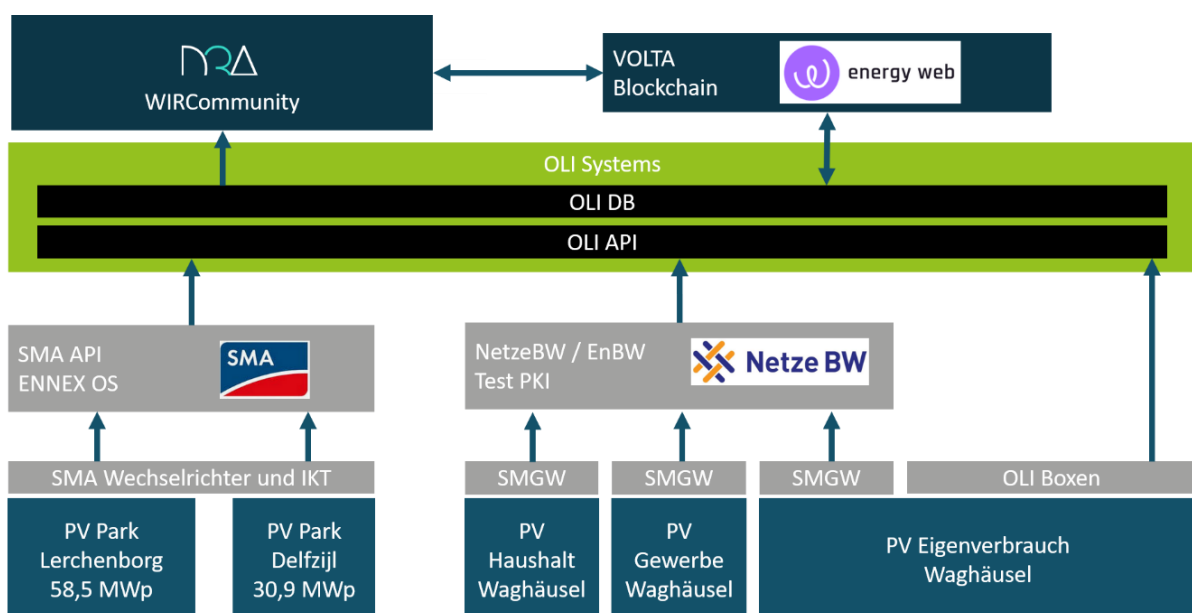 WIRCommunity
VOLTA
Blockchain
energy web
OLI Systems
OLI DB
OLI API
SMA API
ENNEX OS
SMA
NetzeBW / EnBW
Test PKI
Netze BW
SMA Wechselrichter und IKT
SMGW
SMGW
SMGW
OLI Boxen
PV Park
Lerchenborg
58,5 MWp
PV Park
Delfzijl
30,9 MWp
PV
Haushalt
Waghäusel
PV
Gewerbe
Waghäusel
PV Eigenverbrauch
Waghäusel